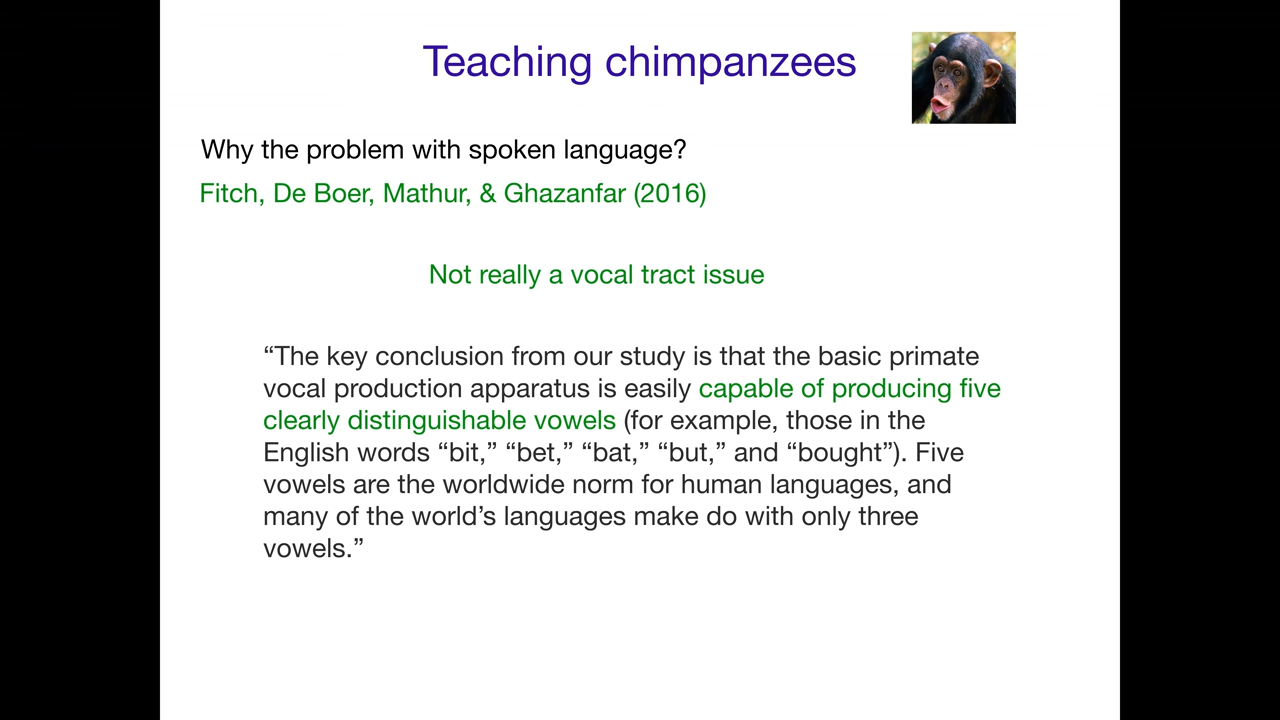 Teaching chimpanzees
Why the problem with spoken language?
Fitch, De Boer, Mathur, & Ghazanfar (2016)
Not really a vocal tract issue
“The key conclusion from our study is that the basic primate
vocal production apparatus is easily capable of producing five
clearly distinguishable vowels (for example, those in the
English words “bit,” “bet,” “bat,” “but,” and “bought”). Five
vowels are the worldwide norm for human languages, and
many of the world’s languages make do with only three
vowels.”